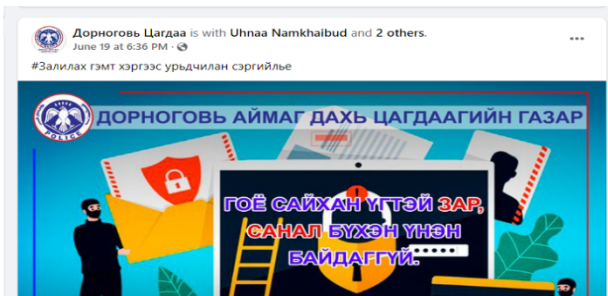 Дорноговь Цагдаа is with Uhnaa Namkhaibud and 2 others.
June 19 at 6:36 PM ·
#Залилах гэмт хэргээс урьдчилан сэргийлье
POLICE
ДОРНОГОВЬ АЙМАГ ДАХЬ ЦАГДААГИЙН ГАЗАР
ГОЁ САЙХАН ҮГТЭЙ ЗАР,
САНАЛ БҮХЭН ҮНЭН
БАЙДАГГҮЙ.